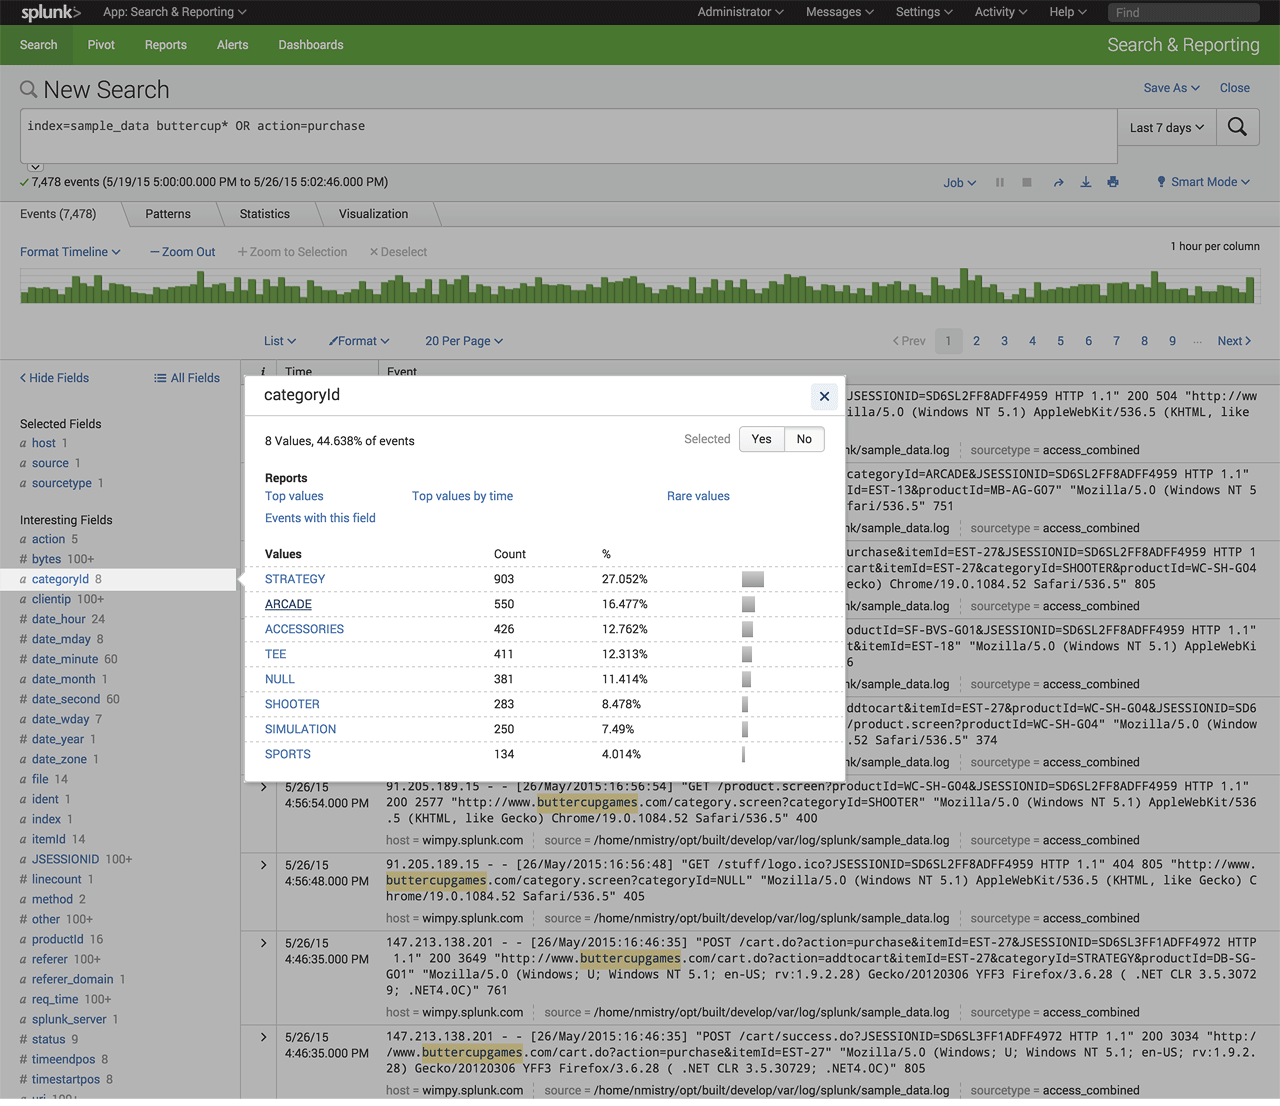 splunk> App: Search & Reporting Administrator Messages Settings Activity Help Find
Search Pivot Reports Alerts Dashboards Search & Reporting
New Search Save As Close
index=sample_data buttercup* OR action=purchase Last 7 days
7,478 events (5/19/15 5:00:00.000 PM to 5/26/15 5:02:46.000 PM) Job Smart Mode
Events (7,478) Patterns Statistics Visualization
Format Timeline — Zoom Out + Zoom to Selection × Deselect 1 hour per column
List Format 20 Per Page < Prev 1 2 3 4 5 6 7 8 9 ... Next >
< Hide Fields All Fields
Selected Fields
a host 1
a source 1
a sourcetype 1
Interesting Fields
a action 5
# bytes 100+
a categoryId 8
a clientip 100+
# date_hour 24
# date_mday 8
# date_minute 60
a date_month 1
# date_second 60
a date_wday 7
# date_year 1
a date_zone 1
a file 14
a ident 1
a index 1
a itemId 14
a JSESSIONID 100+
# linecount 1
a method 2
# other 100+
a productId 16
a referer 100+
a referer_domain 1
a req_time 100+
a splunk_server 1
# status 9
# timeendpos 8
# timestartpos 8
i Time Event
categoryId
8 Values, 44.638% of events Selected Yes No
Reports
Top values Top values by time Rare values
Events with this field
Values Count %
STRATEGY 903 27.052%
ARCADE 550 16.477%
ACCESSORIES 426 12.762%
TEE 411 12.313%
NULL 381 11.414%
SHOOTER 283 8.478%
SIMULATION 250 7.49%
SPORTS 134 4.014%
JSESSIONID=SD6SL2FF8ADFF4959 HTTP 1.1" 200 504 "http://ww
illa/5.0 (Windows NT 5.1) AppleWebKit/536.5 (KHTML, like
nk/sample_data.log sourcetype = access_combined
categoryId=ARCADE&JSESSIONID=SD6SL2FF8ADFF4959 HTTP 1.1"
Id=EST-13&productId=MB-AG-G07" "Mozilla/5.0 (Windows NT 5
fari/536.5" 751
nk/sample_data.log sourcetype = access_combined
purchase&itemId=EST-27&JSESSIONID=SD6SL2FF8ADFF4959 HTTP 1
cart&itemId=EST-27&categoryId=SHOOTER&productId=WC-SH-G04
ecko) Chrome/19.0.1084.52 Safari/536.5" 805
nk/sample_data.log sourcetype = access_combined
oductId=SF-BVS-G01&JSESSIONID=SD6SL2FF8ADFF4959 HTTP 1.1"
t&itemId=EST-18" "Mozilla/5.0 (Windows NT 5.1) AppleWebKi
6
nk/sample_data.log sourcetype = access_combined
addtocart&itemId=EST-27&productId=WC-SH-G04&JSESSIONID=SD6
/product.screen?productId=WC-SH-G04" "Mozilla/5.0 (Window
.52 Safari/536.5" 374
nk/sample_data.log sourcetype = access_combined
5/26/15
4:56:54.000 PM
91.205.189.15 - - [26/May/2015:16:56:54] "GET /product.screen?productId=WC-SH-G04&JSESSIONID=SD6SL2FF8ADFF4959 HTTP 1.1"
200 2577 "http://www.buttercupgames.com/category.screen?categoryId=SHOOTER" "Mozilla/5.0 (Windows NT 5.1) AppleWebKit/536
.5 (KHTML, like Gecko) Chrome/19.0.1084.52 Safari/536.5" 400
host = wimpy.splunk.com source = /home/nmistry/opt/built/develop/var/log/splunk/sample_data.log sourcetype = access_combined
5/26/15
4:56:48.000 PM
91.205.189.15 - - [26/May/2015:16:56:48] "GET /stuff/logo.ico?JSESSIONID=SD6SL2FF8ADFF4959 HTTP 1.1" 404 805 "http://www.
buttercupgames.com/category.screen?categoryId=NULL" "Mozilla/5.0 (Windows NT 5.1) AppleWebKit/536.5 (KHTML, like Gecko) C
hrome/19.0.1084.52 Safari/536.5" 405
host = wimpy.splunk.com source = /home/nmistry/opt/built/develop/var/log/splunk/sample_data.log sourcetype = access_combined
5/26/15
4:46:35.000 PM
147.213.138.201 - - [26/May/2015:16:46:35] "POST /cart.do?action=purchase&itemId=EST-27&JSESSIONID=SD6SL3FF1ADFF4972 HTTP
1.1" 200 3649 "http://www.buttercupgames.com/cart.do?action=addtocart&itemId=EST-27&categoryId=STRATEGY&productId=DB-SG-
G01" "Mozilla/5.0 (Windows; U; Windows NT 5.1; en-US; rv:1.9.2.28) Gecko/20120306 YFF3 Firefox/3.6.28 ( .NET CLR 3.5.3072
9; .NET4.0C)" 761
host = wimpy.splunk.com source = /home/nmistry/opt/built/develop/var/log/splunk/sample_data.log sourcetype = access_combined
5/26/15
4:46:35.000 PM
147.213.138.201 - - [26/May/2015:16:46:35] "POST /cart/success.do?JSESSIONID=SD6SL3FF1ADFF4972 HTTP 1.1" 200 3034 "http:/
/www.buttercupgames.com/cart.do?action=purchase&itemId=EST-27" "Mozilla/5.0 (Windows; U; Windows NT 5.1; en-US; rv:1.9.2.
28) Gecko/20120306 YFF3 Firefox/3.6.28 ( .NET CLR 3.5.30729; .NET4.0C)" 805
host = wimpy.splunk.com source = /home/nmistry/opt/built/develop/var/log/splunk/sample_data.log sourcetype = access_combined